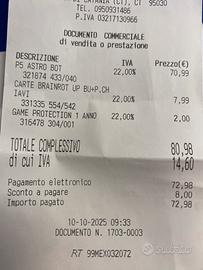 DI CATANIA (CT), CT 95030
TEL. 0950931486
P.IVA 03217130966
DOCUMENTO COMMERCIALE
di vendita o prestazione
DESCRIZIONE IVA Prezzo(€)
P5 ASTRO BOT 22,00% 70,99
321874 433/040
CARTE BRAINROT UP BU+P.CH
IAVI 22,00% 7,99
331335 554/542
GAME PROTECTION 1 ANNO 22,00% 2,00
316478 304/001
TOTALE COMPLESSIVO 80,98
di cui IVA 14,60
Pagamento elettronico 72,98
Sconto a pagare 8,00
Importo pagato 72,98
10-10-2025 09:33
DOCUMENTO N. 1703-0003
RT 99MEX032072
subito